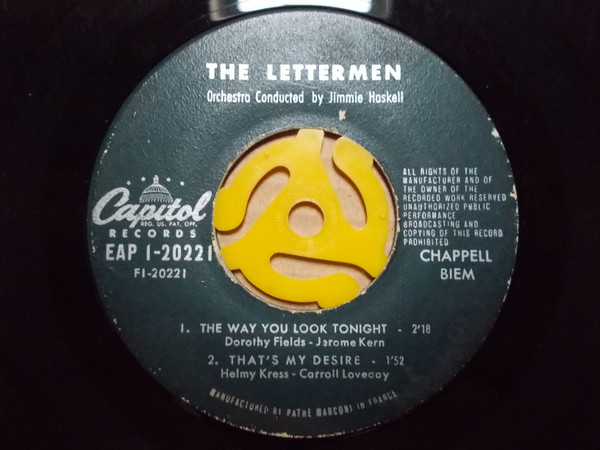 THE LETTERMEN
Orchestra Conducted by Jimmie Haskell
Capitol
REG. US. PAT. OFF.
RECORDS
EAP 1-20221
F1-20221
ALL RIGHTS OF THE
MANUFACTURER AND OF
THE OWNER OF THE
RECORDED WORK RESERVED
UNAUTHORIZED PUBLIC
PERFORMANCE
BROADCASTING AND
COPYING OF THIS RECORD
PROHIBITED
CHAPPELL
BIEM
1. THE WAY YOU LOOK TONIGHT - 2'18
Dorothy Fields - Jerome Kern
2. THAT'S MY DESIRE - 1'52
Helmy Kress - Carroll Loveday
MANUFACTURED BY PATHE MARCONI IN FRANCE